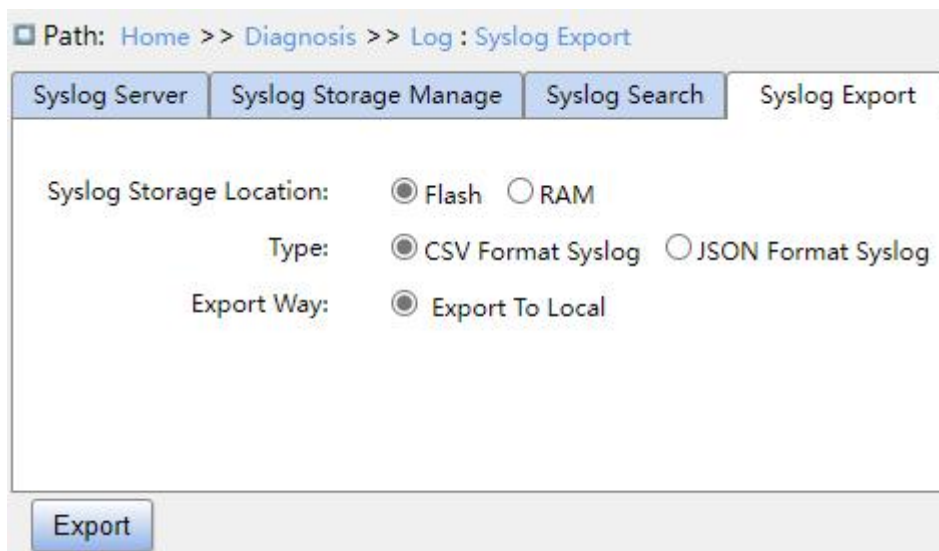 Path: Home >> Diagnosis >> Log : Syslog Export
Syslog Server Syslog Storage Manage Syslog Search Syslog Export
Syslog Storage Location: Flash RAM
Type: CSV Format Syslog JSON Format Syslog
Export Way: Export To Local
Export